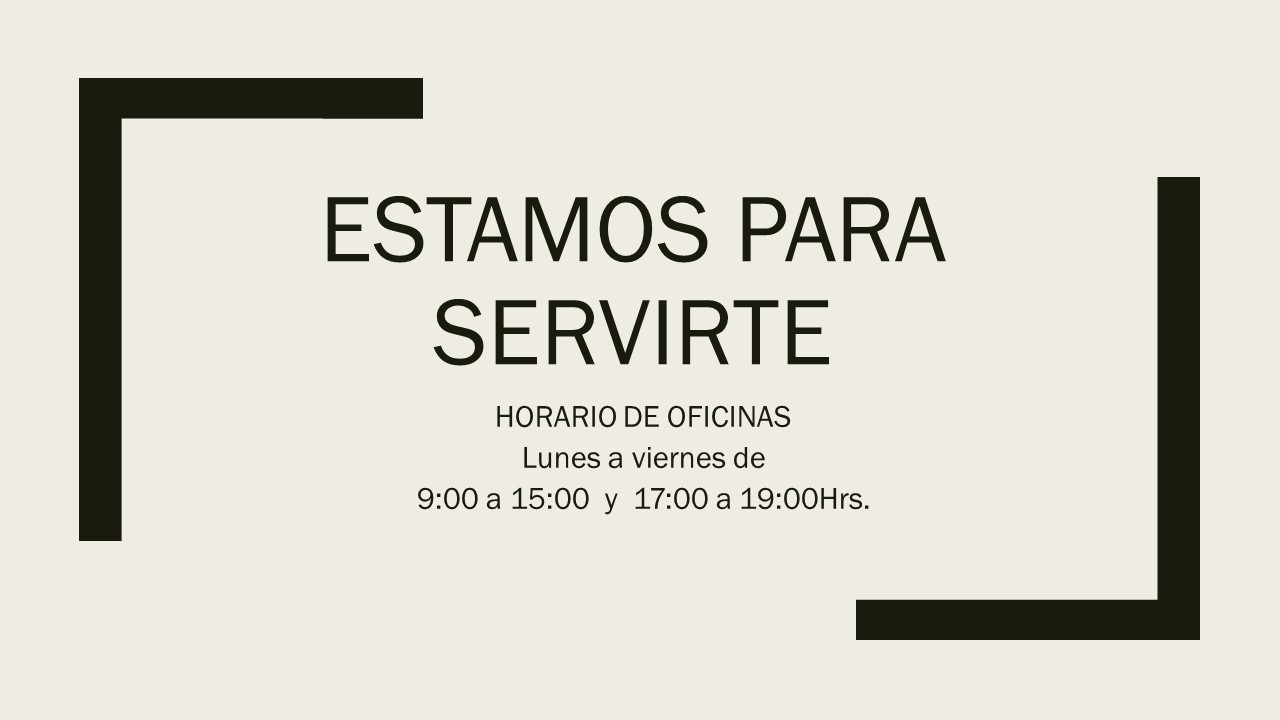 ESTAMOS PARA
SERVIRTE
HORARIO DE OFICINAS
Lunes a viernes de
9:00 a 15:00  y  17:00 a 19:00Hrs.